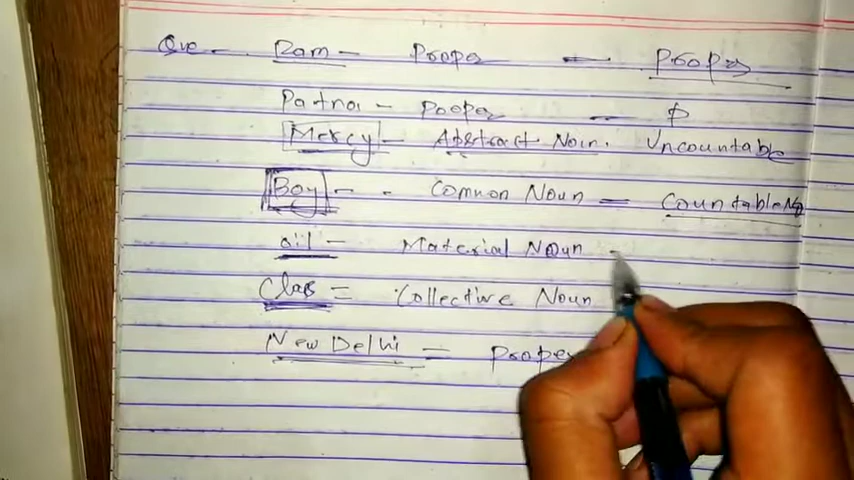 Que - Ram - Proper - Proper
Patna - Proper - P
Mercy - Abstract Noun. Uncountable
Boy - - Common Noun = Countable
oil - Material Noun -
Class = Collective Noun
New Delhi = Proper